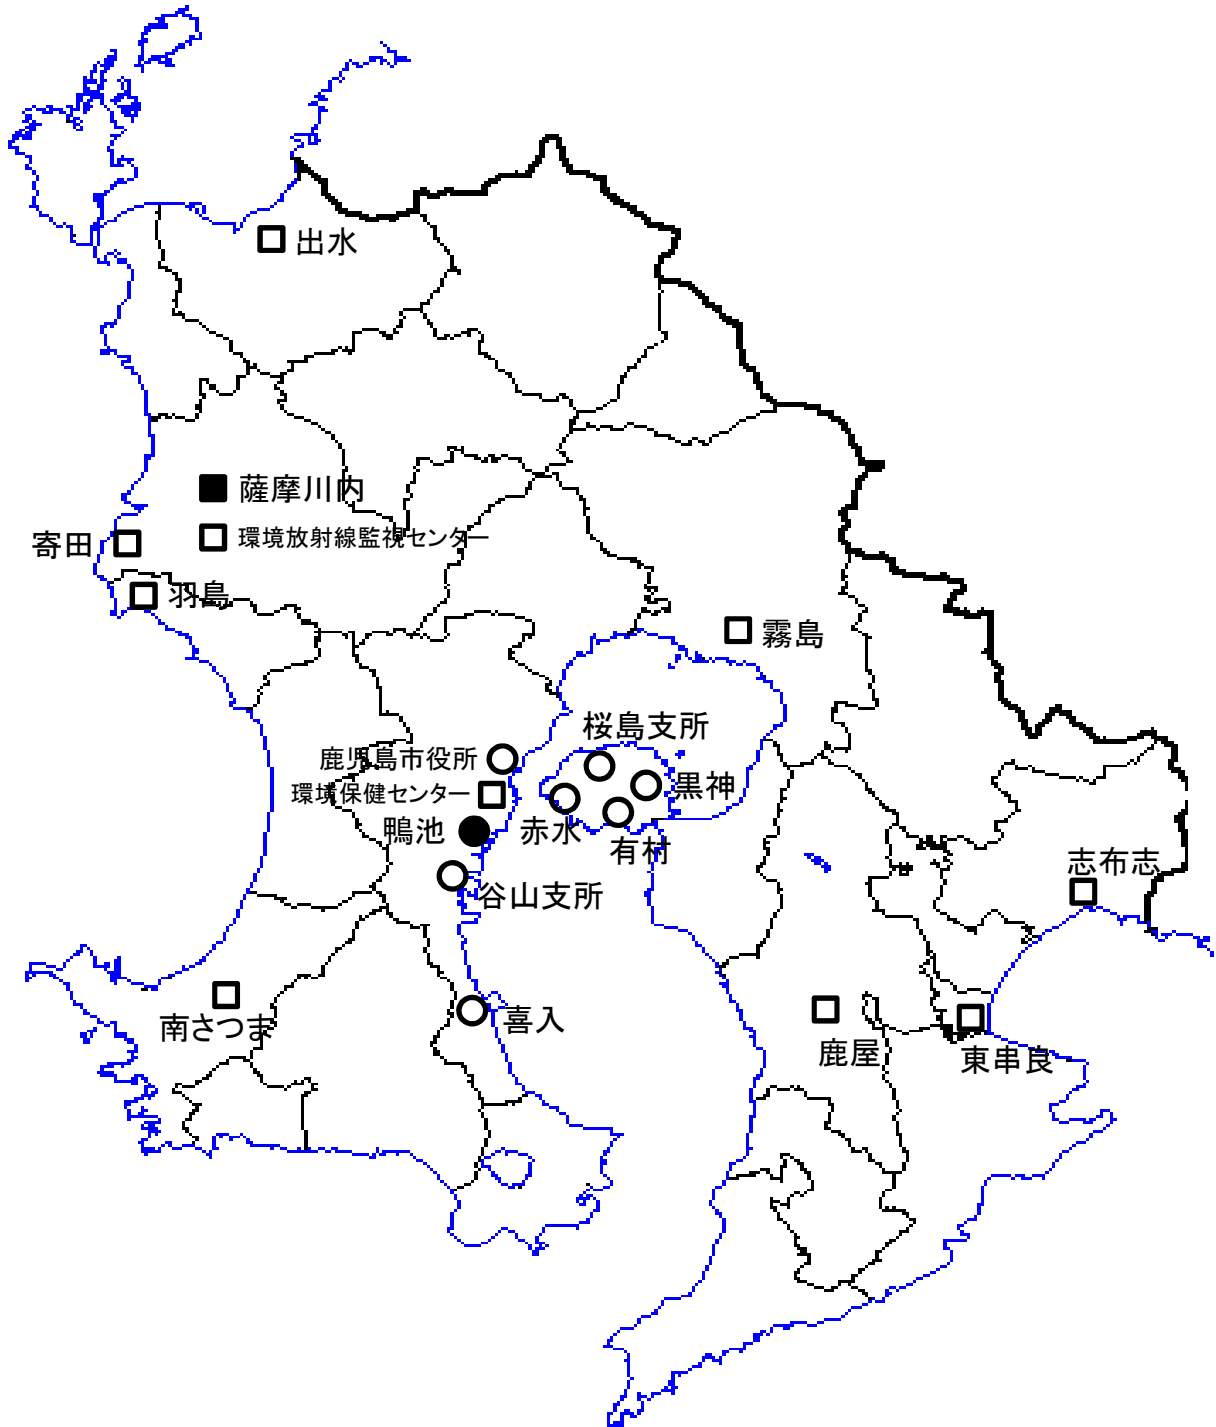 出水
薩摩川内
環境放射線監視センター
寄田
羽島
霧島
桜島支所
鹿児島市役所
黒神
環境保健センター
鴨池
赤水
有村
谷山支所
志布志
南さつま
喜入
鹿屋
東串良